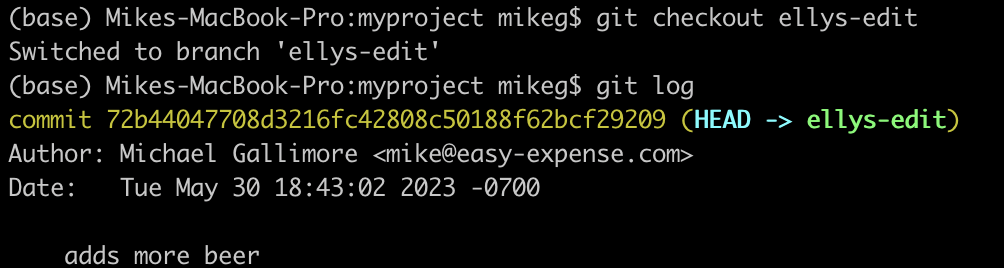 (base) Mikes-MacBook-Pro:myproject mikeg$ git checkout ellys-edit
Switched to branch 'ellys-edit'
(base) Mikes-MacBook-Pro:myproject mikeg$ git log
commit 72b44047708d3216fc42808c50188f62bcf29209 (HEAD -> ellys-edit)
Author: Michael Gallimore <mike@easy-expense.com>
Date:   Tue May 30 18:43:02 2023 -0700
    adds more beer